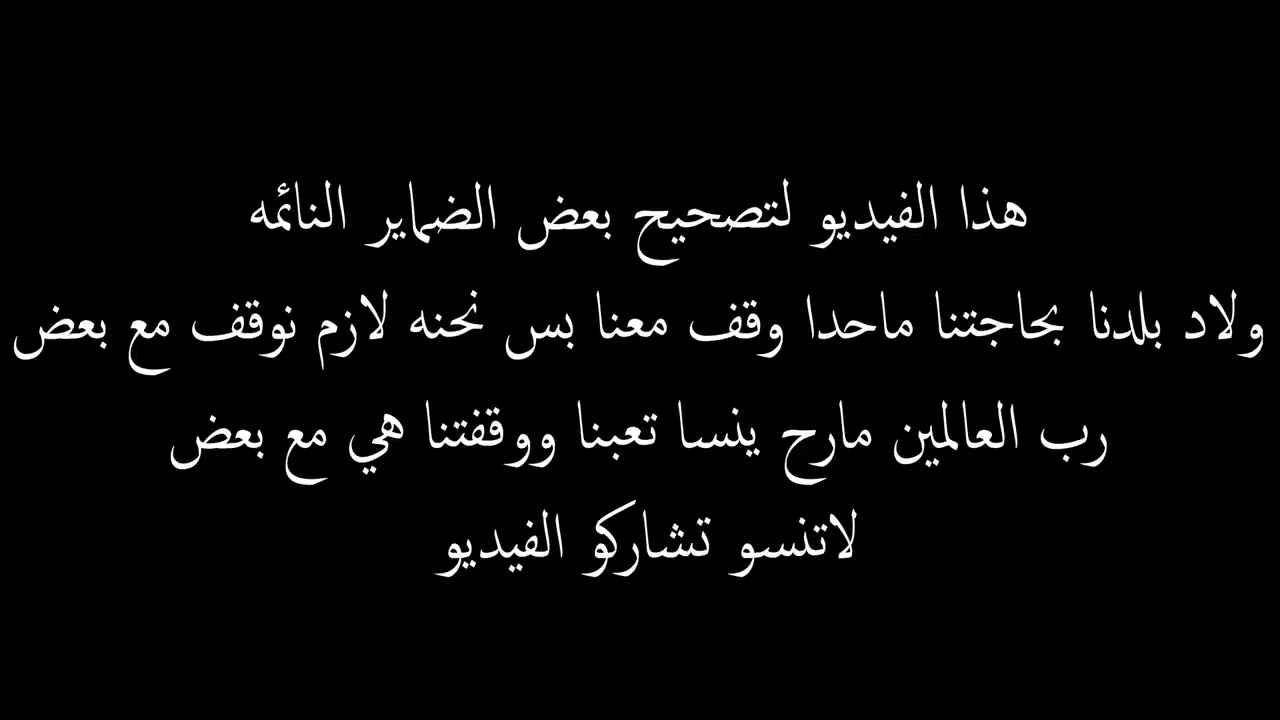 هذا الفيديو لتصحيح بعض الضماير النائمه
ولاد بلدنا بحاجتنا ماحدا وقف معنا بس نحنه لازم نوقف مع بعض
رب العالمين مارح ينسا تعبنا ووقفتنا هي مع بعض
لاتنسو تشاركو الفيديو